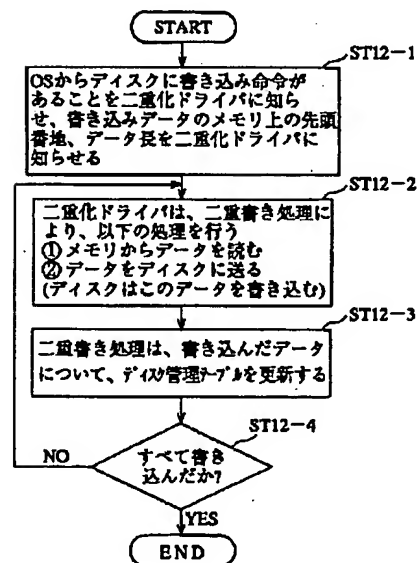 START
ST12-1
OSからディスクに書き込み命令が
あることを二重化ドライバに知ら
せ、書き込みデータのメモリ上の先頭
番地、データ長を二重化ドライバに
知らせる
ST12-2
二重化ドライバは、二重書き処理に
より、以下の処理を行う
①メモリからデータを読む
②データをディスクに送る
(ディスクはこのデータを書き込む)
ST12-3
二重書き処理は、書き込んだデータ
について、ディスク管理テーブルを更新する
ST12-4
すべて書き
込んだか?
NO
YES
END